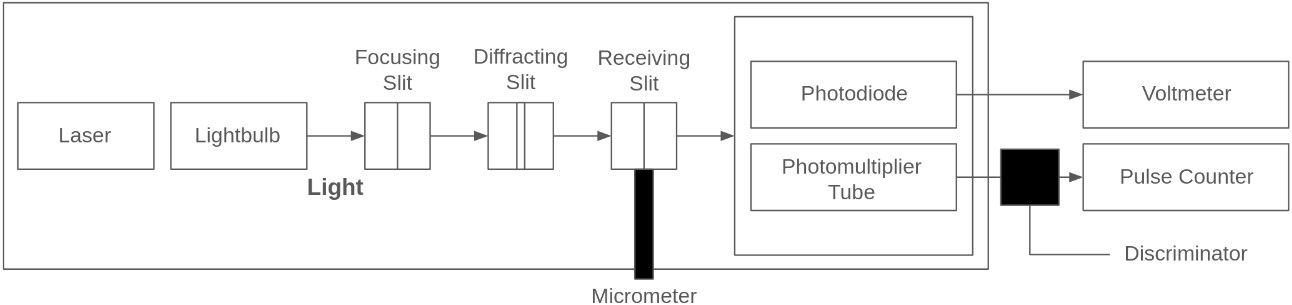 Focusing
Slit
Diffracting
Slit
Receiving
Slit
Laser
Lightbulb
Light
Micrometer
Photodiode
Photomultiplier
Tube
Voltmeter
Pulse Counter
Discriminator